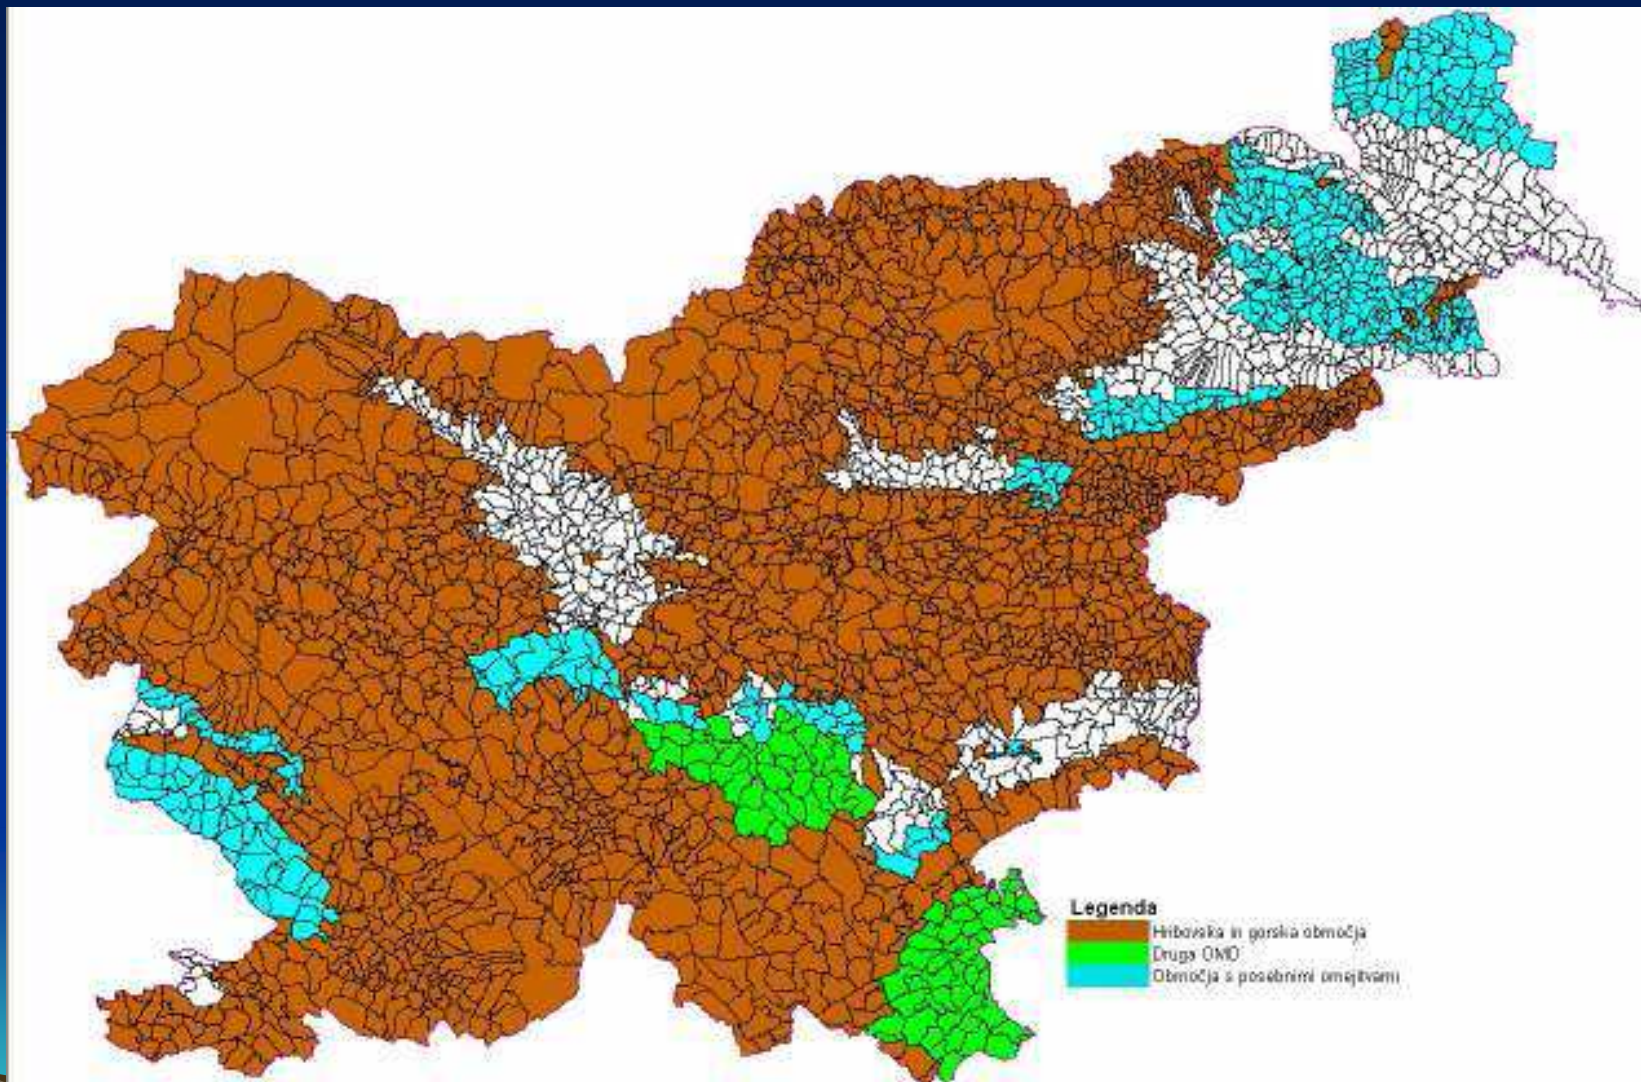 Legenda
Hribovska in gorska območja
Druga OMD
Območja s posebnimi omejitvami